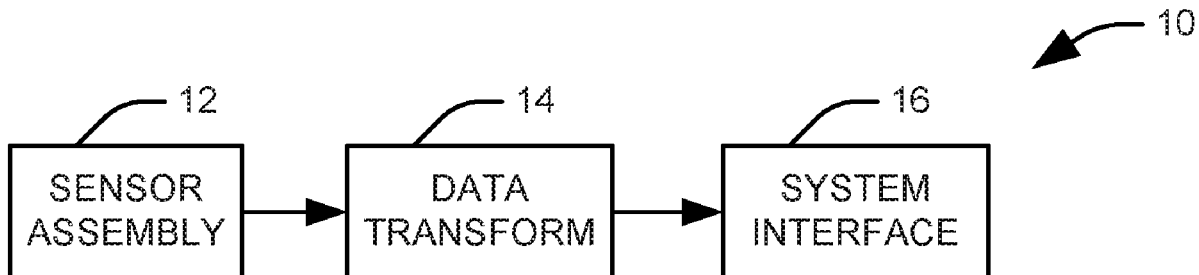 10
12
14
16
SENSOR
ASSEMBLY
DATA
TRANSFORM
SYSTEM
INTERFACE